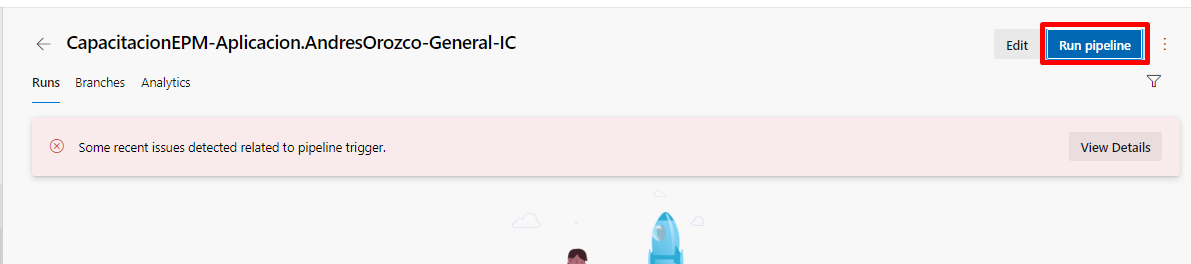 CapacitacionEPM-Aplicacion.AndresOrozco-General-IC
Edit
Run pipeline
Runs
Branches
Analytics
Some recent issues detected related to pipeline trigger.
View Details